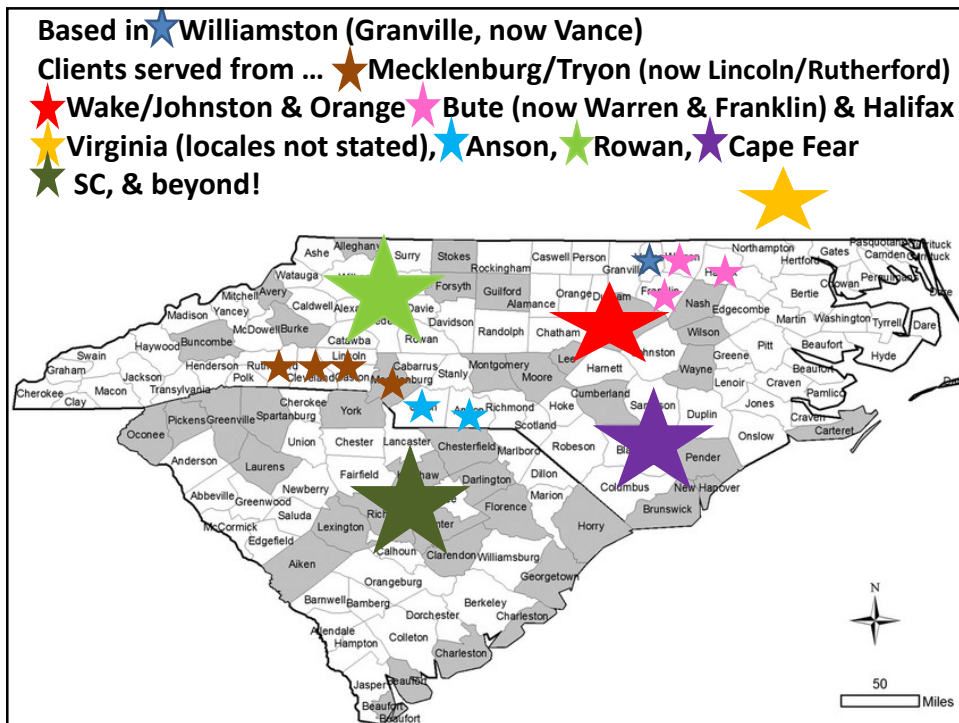 Based in Williamston (Granville, now Vance)
Clients served from … Mecklenburg/Tryon (now Lincoln/Rutherford)
Wake/Johnston & Orange Bute (now Warren & Franklin) & Halifax
Virginia (locales not stated), Anson, Rowan, Cape Fear
SC, & beyond!
Ashe Alleghany Surry Stokes Rockingham Caswell Person Granville Northampton Gates Camden
Hertford
Watauga Forsyth Guilford Alamance Orange Franklin Bertie
Mitchell Avery Yancey Caldwell Davie Nash Edgecombe
Madison McDowell Burke Davidson Randolph Chatham Martin Washington Tyrrell Dare
Buncombe Catawba Rowan Wilson Pitt Beaufort Hyde
Swain Haywood Lincoln Greene
Graham Jackson Henderson Cabarrus Montgomery Lee Harnett Wayne Lenoir Craven Beaufort
Cherokee Macon Transylvania Polk Cleveland Gaston Stanly Moore Pamlico
Clay Cumberland Jones Craven
Cherokee York Richmond Hoke Duplin Carteret
Pickens Greenville Spartanburg Scotland Onslow
Oconee Union Chester Lancaster Chesterfield Marlboro Robeson Pender
Anderson Laurens Fairfield Darlington Dillon Columbus New Hanover
Abbeville Greenwood Newberry Marion Brunswick
McCormick Saluda Lexington Florence Horry
Edgefield Calhoun Clarendon Williamsburg
Aiken Orangeburg Georgetown
Barnwell Bamberg Berkeley
Allendale Dorchester Charleston
Hampton Colleton
Charleston
Jasper Beaufort
Beaufort
Beaufort
N
50
Miles